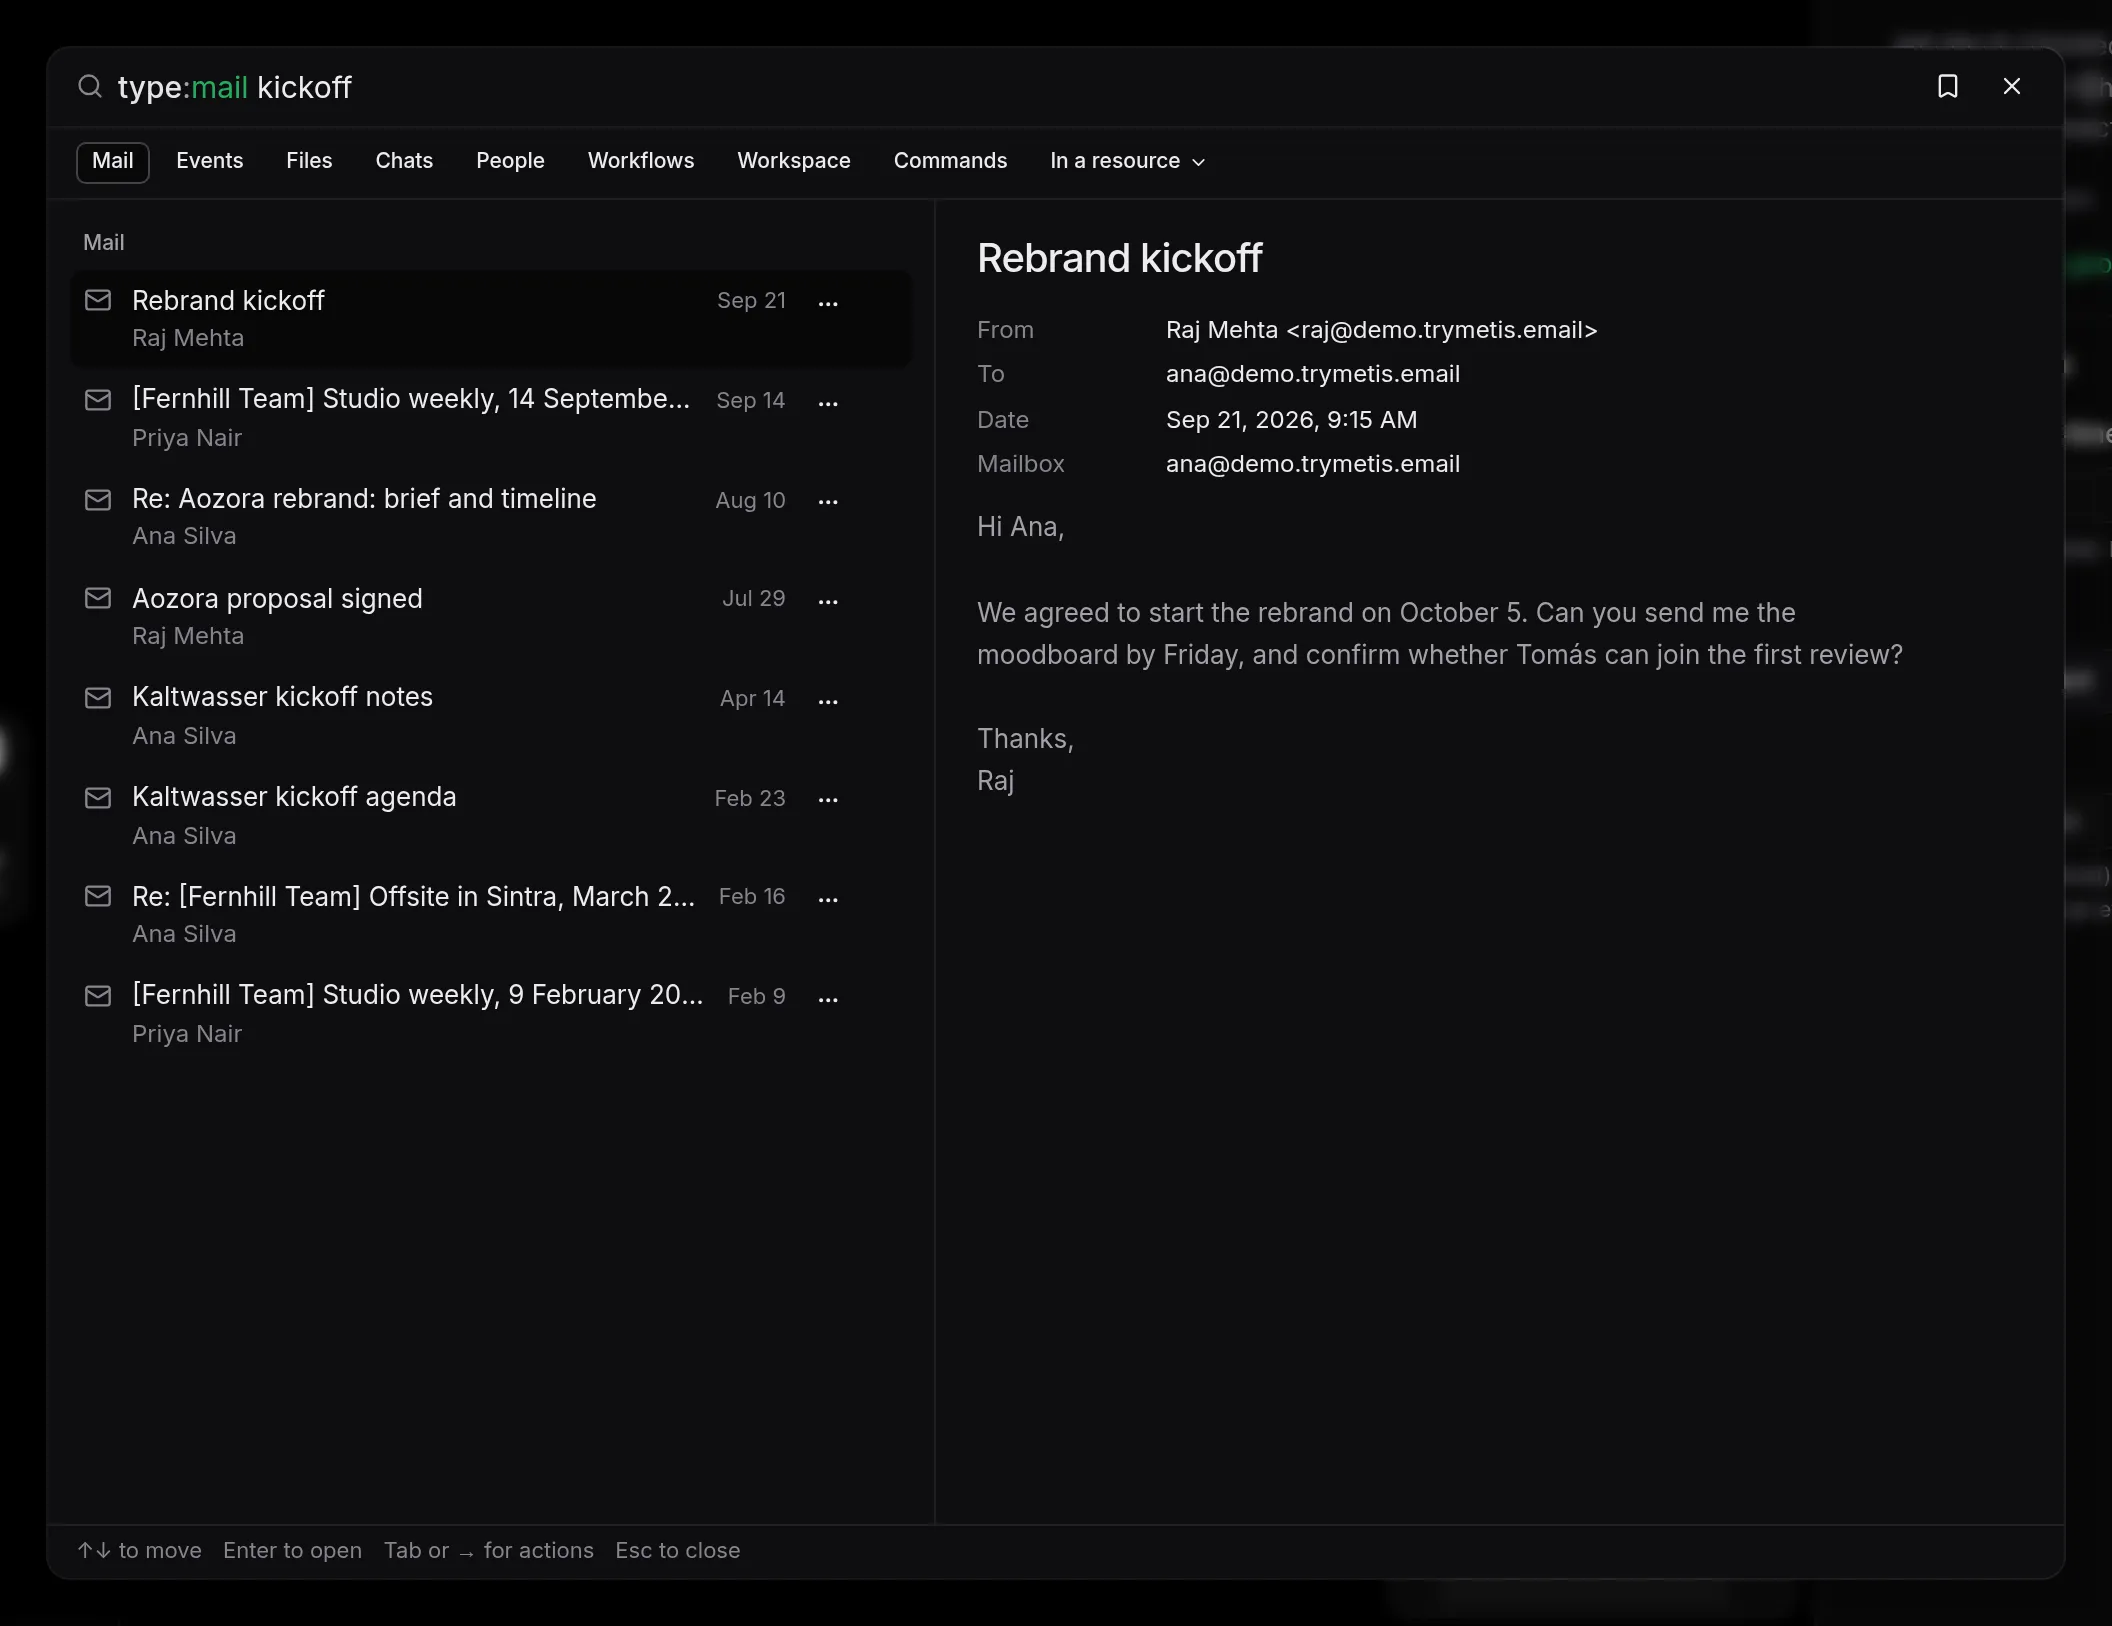 type:mail kickoff
Mail Events Files Chats People Workflows Workspace Commands In a resource
Mail
Rebrand kickoff Sep 21 ...
Raj Mehta
[Fernhill Team] Studio weekly, 14 Septembe... Sep 14 ...
Priya Nair
Re: Aozora rebrand: brief and timeline Aug 10 ...
Ana Silva
Aozora proposal signed Jul 29 ...
Raj Mehta
Kaltwasser kickoff notes Apr 14 ...
Ana Silva
Kaltwasser kickoff agenda Feb 23 ...
Ana Silva
Re: [Fernhill Team] Offsite in Sintra, March 2... Feb 16 ...
Ana Silva
[Fernhill Team] Studio weekly, 9 February 20... Feb 9 ...
Priya Nair
Rebrand kickoff
From Raj Mehta <raj@demo.trymetis.email>
To ana@demo.trymetis.email
Date Sep 21, 2026, 9:15 AM
Mailbox ana@demo.trymetis.email
Hi Ana,
We agreed to start the rebrand on October 5. Can you send me the
moodboard by Friday, and confirm whether Tomás can join the first review?
Thanks,
Raj
↑↓ to move Enter to open Tab or → for actions Esc to close